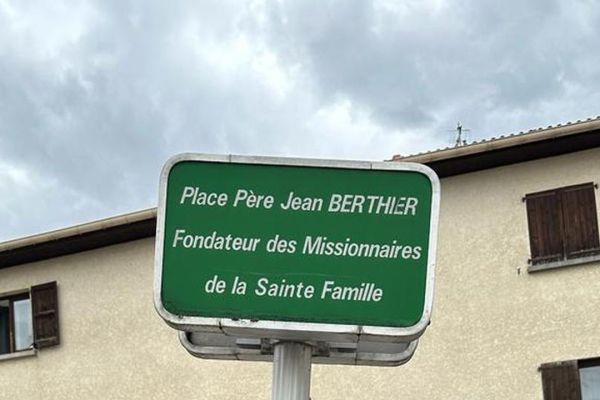 Place Père Jean BERTHIER
Fondateur des Missionnaires
de la Sainte Famille